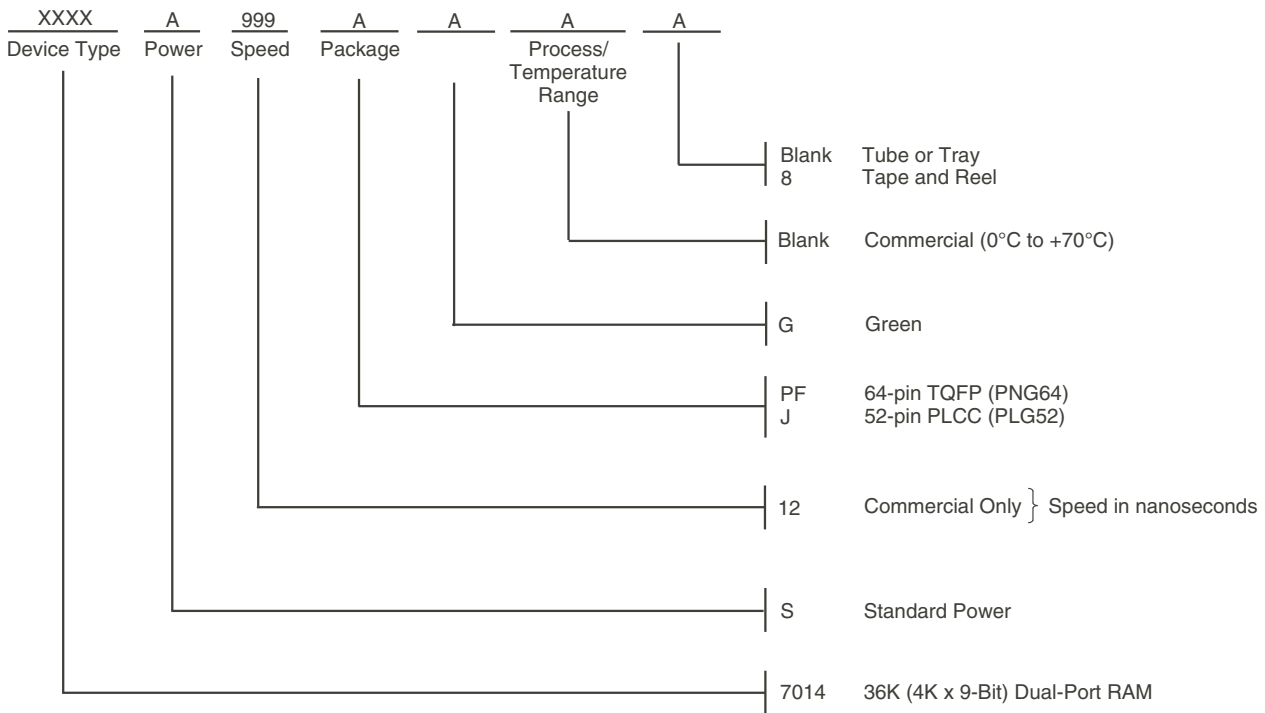 XXXX A 999 A A A A
Device Type Power Speed Package Process/
Temperature
Range
Blank Tube or Tray
8 Tape and Reel
Blank Commercial (0°C to +70°C)
G Green
PF 64-pin TQFP (PNG64)
J 52-pin PLCC (PLG52)
12 Commercial Only } Speed in nanoseconds
S Standard Power
7014 36K (4K x 9-Bit) Dual-Port RAM